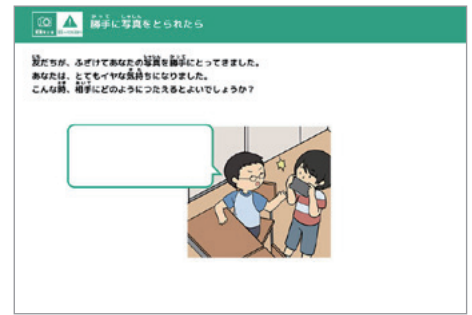 勝手に写真をとられたら
友だちが、ふざけてあなたの写真を勝手にとってきました。
あなたは、とてもイヤな気持ちになりました。
こんな時、相手にどのようにつたえるとよいでしょうか？